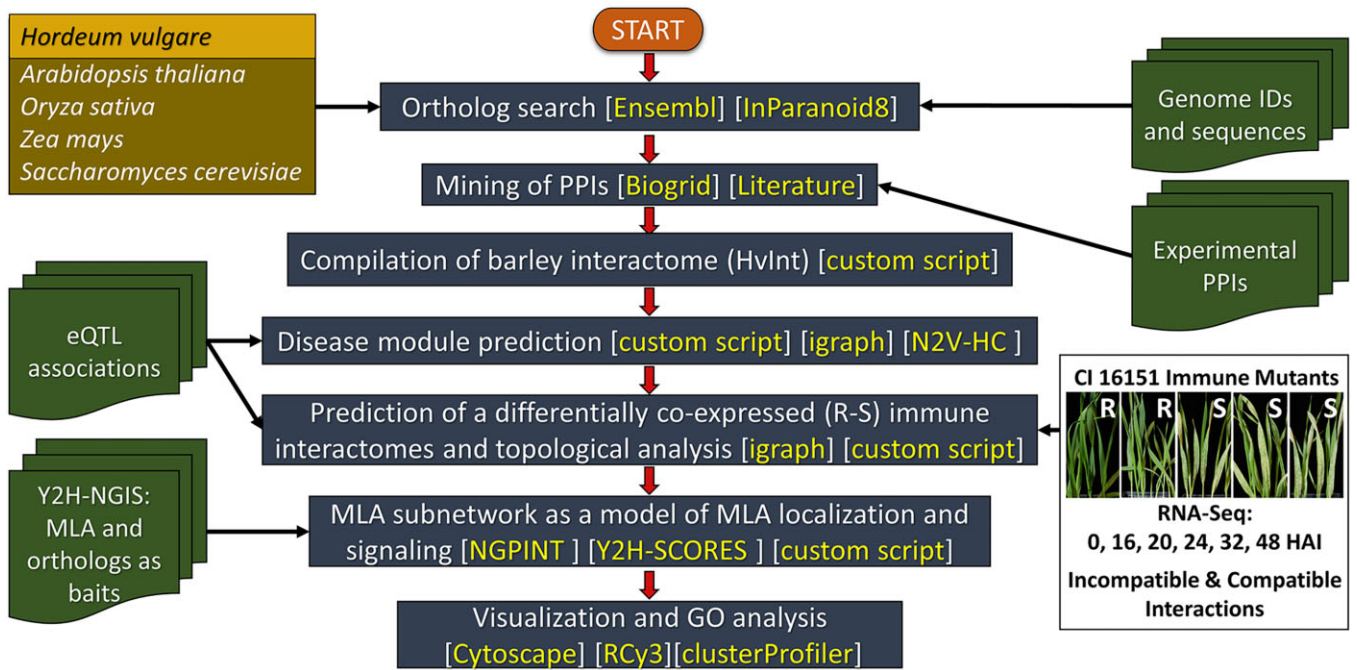 START
Hordeum vulgare
Arabidopsis thaliana
Oryza sativa
Zea mays
Saccharomyces cerevisiae
Ortholog search [Ensembl] [InParanoid8]
Genome IDs
and sequences
Mining of PPIs [Biogrid] [Literature]
Experimental
PPIs
Compilation of barley interactome (HvInt) [custom script]
eQTL
associations
Disease module prediction [custom script] [igraph] [N2V-HC ]
Prediction of a differentially co-expressed (R-S) immune
interactomes and topological analysis [igraph] [custom script]
CI 16151 Immune Mutants
R R S S S
RNA-Seq:
0, 16, 20, 24, 32, 48 HAI
Incompatible & Compatible
Interactions
Y2H-NGIS:
MLA and
orthologs as
baits
MLA subnetwork as a model of MLA localization and
signaling [NGPINT ] [Y2H-SCORES ] [custom script]
Visualization and GO analysis
[Cytoscape] [RCy3][clusterProfiler]